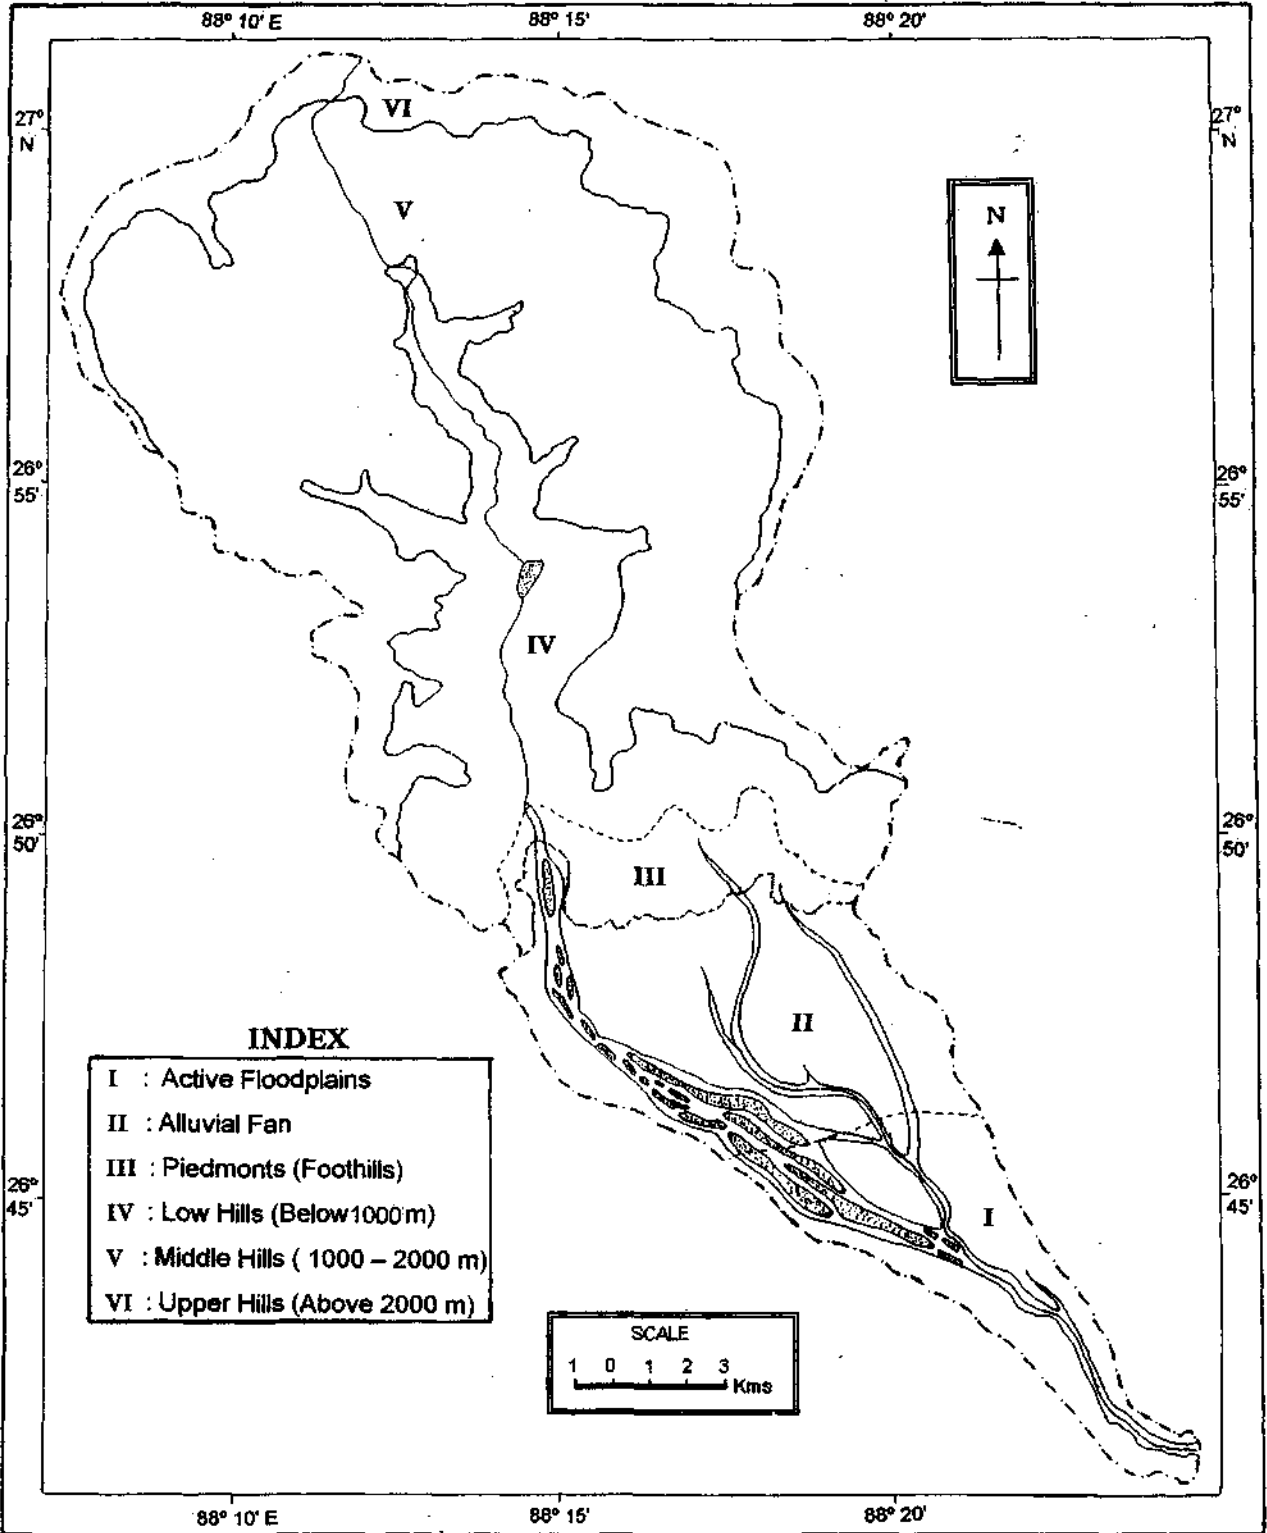 88° 10' E 88° 15' 88° 20'
27° N
27° N
VI
V
N
26° 55'
26° 55'
IV
26° 50'
26° 50'
III
II
INDEX
I : Active Floodplains
II : Alluvial Fan
III : Piedmonts (Foothills)
IV : Low Hills (Below 1000 m)
V : Middle Hills ( 1000 – 2000 m)
VI : Upper Hills (Above 2000 m)
26° 45'
26° 45'
I
SCALE
1 0 1 2 3
Kms
88° 10' E 88° 15' 88° 20'